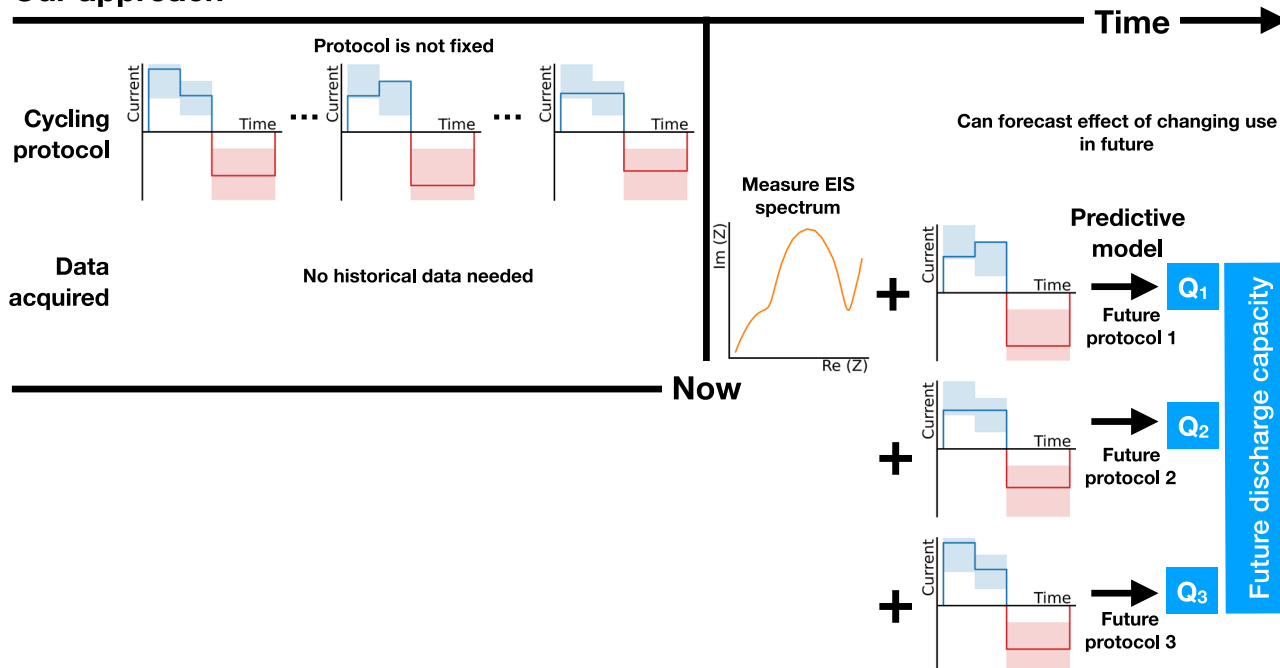 Our approach
Time
Protocol is not fixed
Cycling
protocol
Current
Time
...
Current
Time
...
Current
Time
Can forecast effect of changing use
in future
Measure EIS
spectrum
Im (Z)
Re (Z)
Data
acquired
No historical data needed
Now
Predictive
model
+
Current
Time
Future
protocol 1
Q1
+
Current
Time
Future
protocol 2
Q2
+
Current
Time
Future
protocol 3
Q3
Future discharge capacity